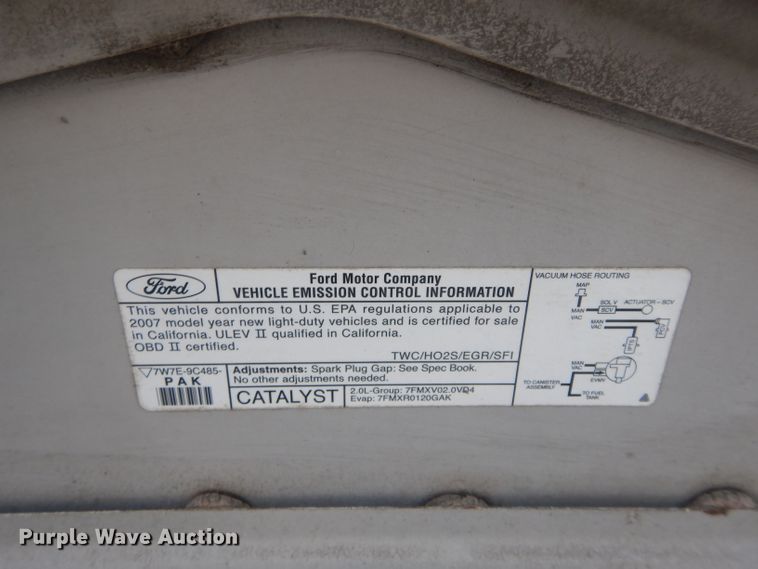 Ford
Ford Motor Company
VEHICLE EMISSION CONTROL INFORMATION
This vehicle conforms to U.S. EPA regulations applicable to
2007 model year new light-duty vehicles and is certified for sale
in California. ULEV II qualified in California.
OBD II certified.
TWC/HO2S/EGR/SFI
7W7E-9C485-
PAK
Adjustments: Spark Plug Gap: See Spec Book.
No other adjustments needed.
CATALYST
2.0L-Group: 7FMXV02.0VD4
Evap: 7FMXR0120GAK
VACUUM HOSE ROUTING
MAP
SOL V ACTUATOR - SCV
MAN
VAC
SCV
PCV
MAN/VAC
MAN
VAC
EVMV
TO CANISTER
ASSEMBLY
TO FUEL
TANK
Purple Wave Auction